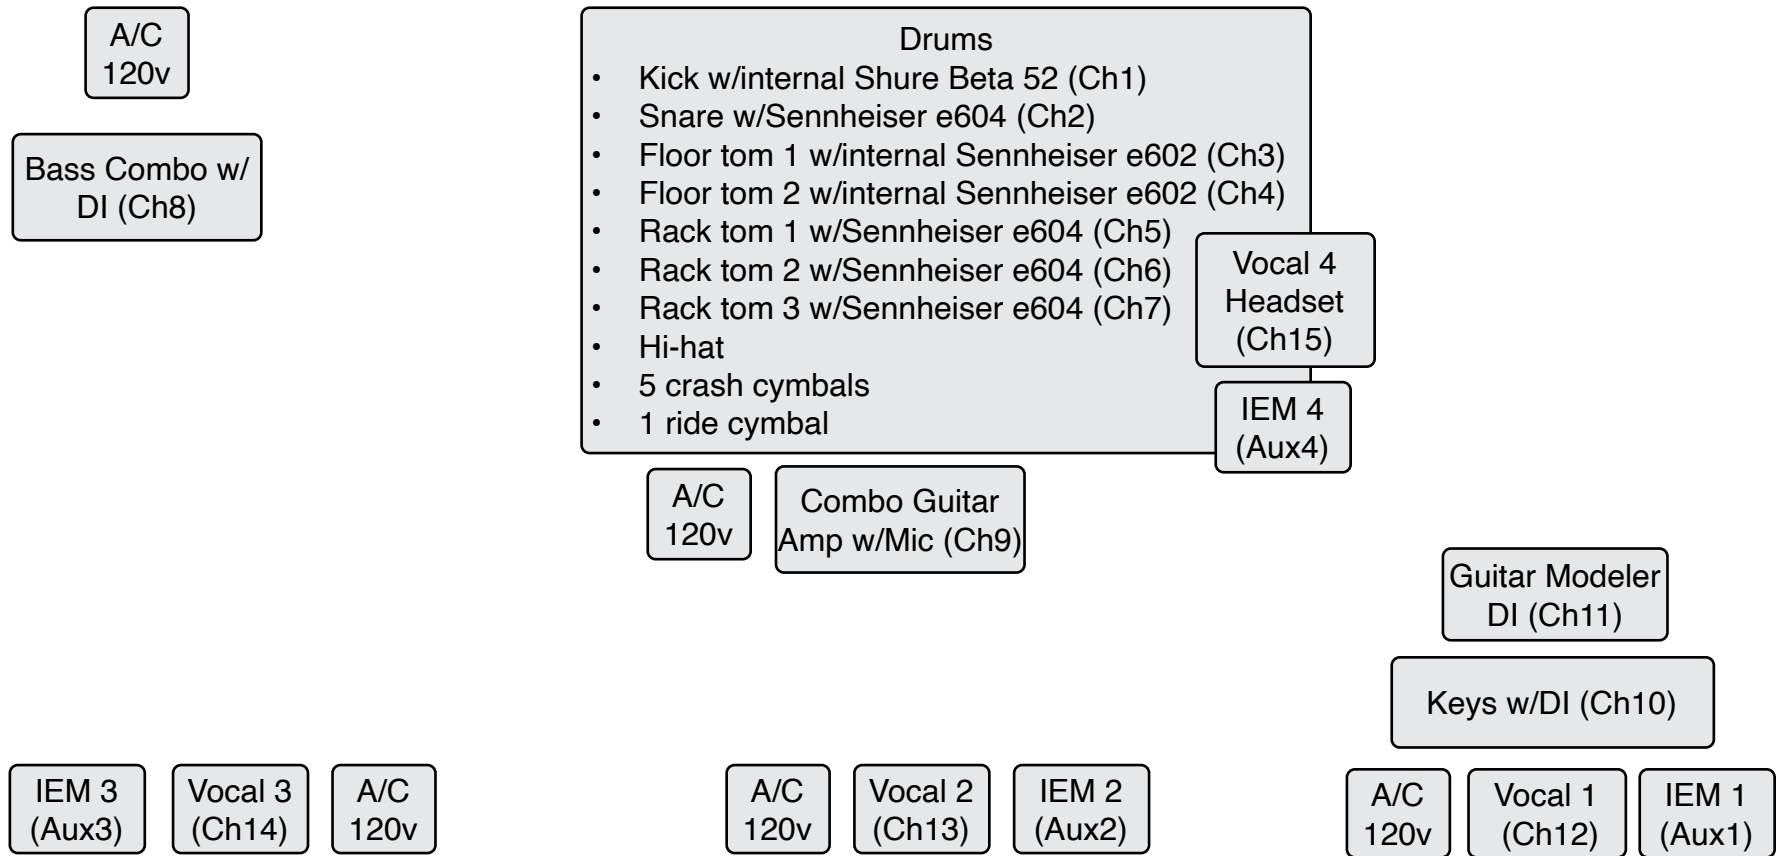 A/C
120v
Bass Combo w/
DI (Ch8)
Drums
• Kick w/internal Shure Beta 52 (Ch1)
• Snare w/Sennheiser e604 (Ch2)
• Floor tom 1 w/internal Sennheiser e602 (Ch3)
• Floor tom 2 w/internal Sennheiser e602 (Ch4)
• Rack tom 1 w/Sennheiser e604 (Ch5)
• Rack tom 2 w/Sennheiser e604 (Ch6)
• Rack tom 3 w/Sennheiser e604 (Ch7)
• Hi-hat
• 5 crash cymbals
• 1 ride cymbal
Vocal 4
Headset
(Ch15)
IEM 4
(Aux4)
A/C
120v
Combo Guitar
Amp w/Mic (Ch9)
Guitar Modeler
DI (Ch11)
Keys w/DI (Ch10)
IEM 3
(Aux3)
Vocal 3
(Ch14)
A/C
120v
A/C
120v
Vocal 2
(Ch13)
IEM 2
(Aux2)
A/C
120v
Vocal 1
(Ch12)
IEM 1
(Aux1)